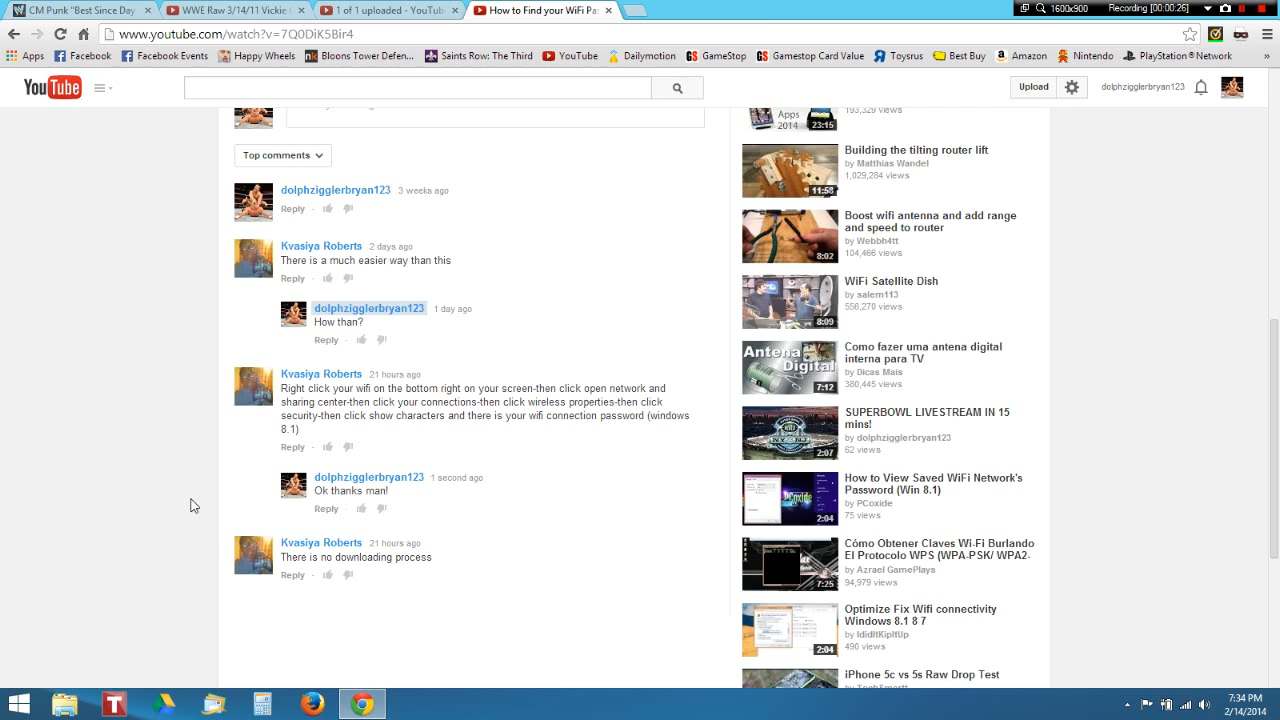 CM Punk "Best Since Day
WWE Raw 3/14/11 Vickie
1 of 1 uploaded - YouTube
How to Find your WiFi Pa
1600x900
Recording [00:00:26]
www.youtube.com/watch?v=7Q0DiK5Bir4
Apps
Facebook
Facebook Events
Happy Wheels
Bloons Tower Defen...
Saints Row: The Thir...
YouTube
Dailymotion
GameStop
Gamestop Card Value
Toysrus
Best Buy
Amazon
Nintendo
PlayStation®Network
»
YouTube
Upload
dolphzigglerbryan123
Top comments
dolphzigglerbryan123 3 weeks ago
Reply ·
Kvasiya Roberts 2 days ago
There is a much easier way than this
Reply ·
dolphzigglerbryan123 1 day ago
How than?
Reply ·
Kvasiya Roberts 21 hours ago
Right click your wifi on the bottom right on your screen-then click open network and
sharing center-then click your connections-then click wireless properties-then click
security-then click show characters and there is your wifi connection password (windows
8.1)
Reply ·
dolphzigglerbryan123 1 second ago
Ok thanks man!
Reply ·
Kvasiya Roberts 21 hours ago
There is no downloading process
Reply ·
Apps
2014
23:15
193,329 views
11:58
Building the tilting router lift
by Matthias Wandel
1,029,284 views
8:02
Boost wifi antenna and add range
and speed to router
by Webbh4tt
104,466 views
8:09
WiFi Satellite Dish
by salem113
556,270 views
Antena
Digital
7:12
Como fazer uma antena digital
interna para TV
by Dicas Mais
380,445 views
2:07
SUPERBOWL LIVESTREAM IN 15
mins!
by dolphzigglerbryan123
62 views
PCoxide
2:04
How to View Saved WiFi Network's
Password (Win 8.1)
by PCoxide
75 views
7:25
Cómo Obtener Claves Wi-Fi Burlando
El Protocolo WPS (WPA-PSK/ WPA2-
by Azrael GamePlays
94,979 views
2:04
Optimize Fix Wifi connectivity
Windows 8.1 8 7
by IdidItKipItUp
490 views
iPhone 5c vs 5s Raw Drop Test
by TechSmartt
7:34 PM
2/14/2014